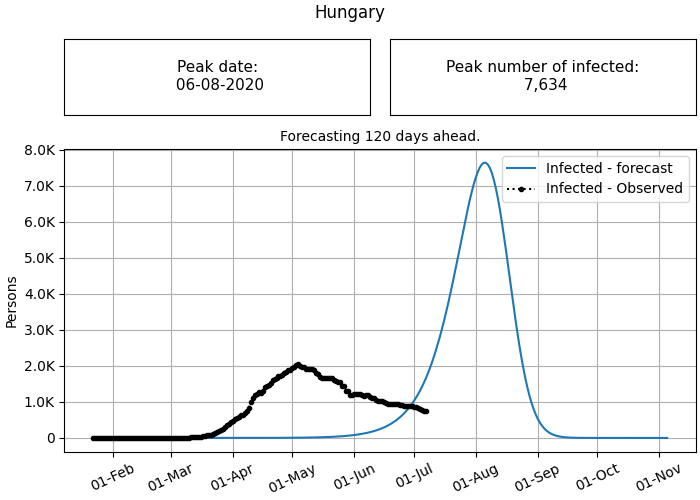 Hungary
Peak date:
06-08-2020
Peak number of infected:
7,634
Forecasting 120 days ahead.
8.0K
7.0K
6.0K
5.0K
4.0K
3.0K
2.0K
1.0K
0
Persons
Infected - forecast
Infected - Observed
01-Feb
01-Mar
01-Apr
01-May
01-Jun
01-Jul
01-Aug
01-Sep
01-Oct
01-Nov